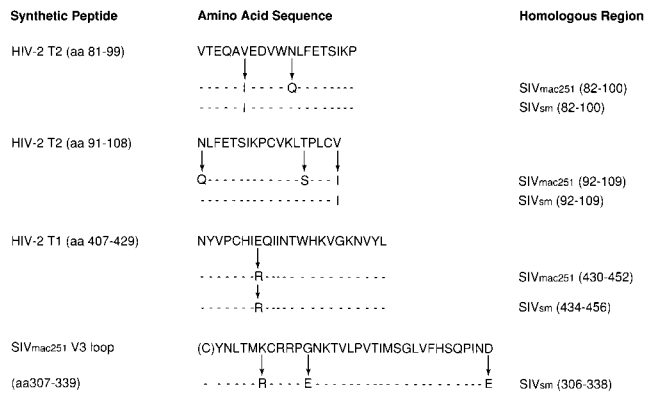 Synthetic Peptide Amino Acid Sequence Homologous Region
HIV-2 T2 (aa 81-99) VTEQAVEDVWNLFETSIKP
- - - - - - I - - - - - Q - - - - - - - - SIVmac251 (82-100)
- - - - - - I - - - - - - - - - - - - - - SIVsm (82-100)
HIV-2 T2 (aa 91-108) NLFETSIKPCVKLTPLCV
Q - - - - - - - - - - - - S - - - I SIVmac251 (92-109)
- - - - - - - - - - - - - - - - - I SIVsm (92-109)
HIV-2 T1 (aa 407-429) NYVPCHIEQIINTWHKVGKNVYL
- - - - - - - R - - - - - - - - - - - - - - - SIVmac251 (430-452)
- - - - - - - R - - - - - - - - - - - - - - - SIVsm (434-456)
SIVmac251 V3 loop (C)YNLTMKCRRPGNKTVLPVTIMSGLVFHSQPIND
(aa307-339) - - - - - - - R - - - - E - - - - - - - - - - - - - - - - - - - - - E SIVsm (306-338)